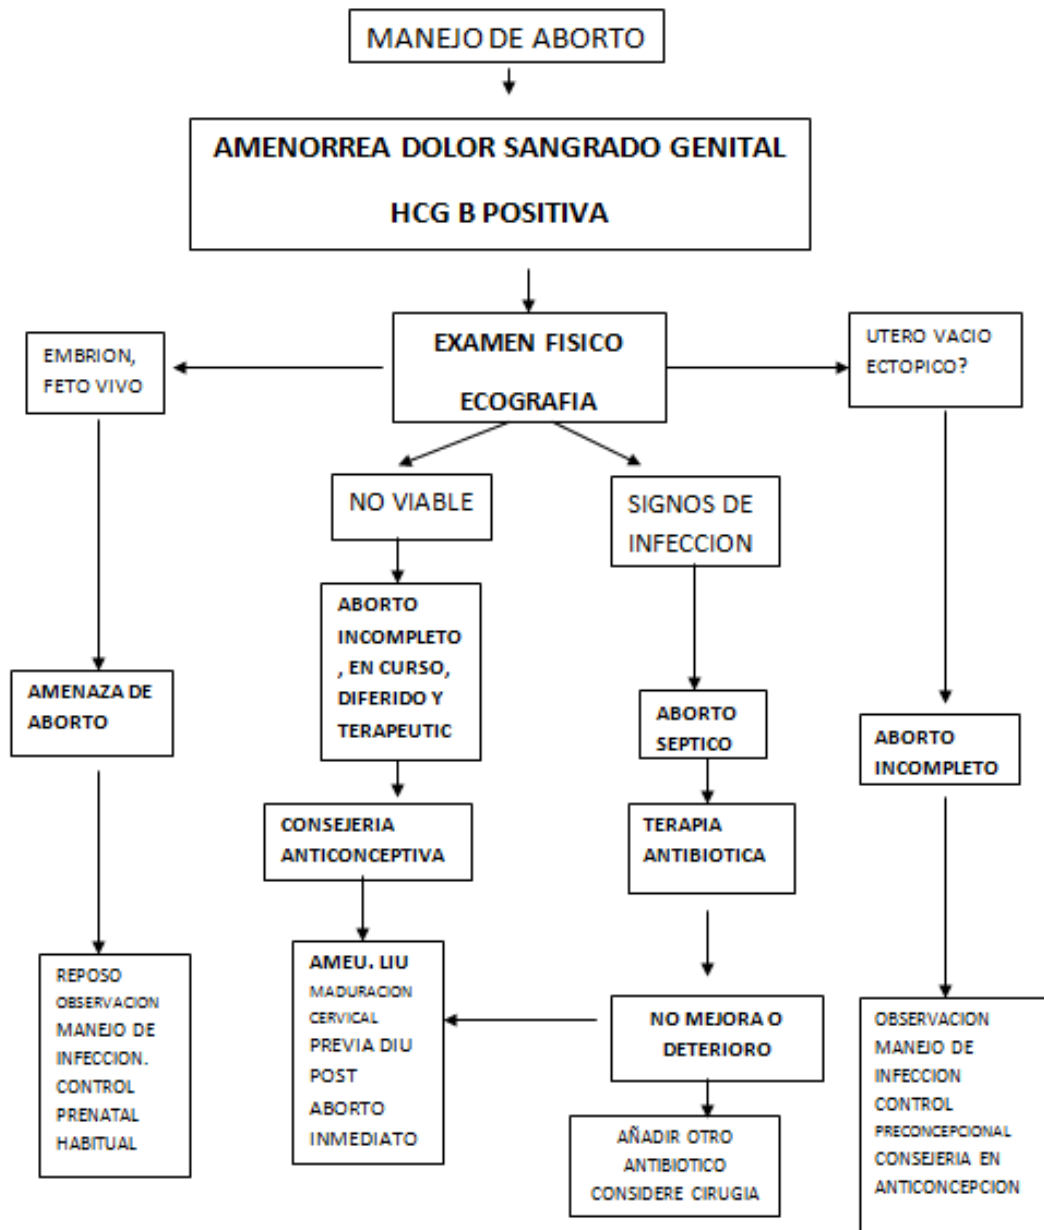 MANEJO DE ABORTO
AMENORREA DOLOR SANGRADO GENITAL
HCG B POSITIVA
EXAMEN FISICO
ECOGRAFIA
EMBRION,
FETO VIVO
UTERO VACIO
ECTOPICO?
NO VIABLE
SIGNOS DE
INFECCION
ABORTO
INCOMPLETO
, EN CURSO,
DIFERIDO Y
TERAPEUTIC
AMENAZA DE
ABORTO
ABORTO
SEPTICO
ABORTO
INCOMPLETO
CONSEJERIA
ANTICONCEPTIVA
TERAPIA
ANTIBIOTICA
REPOSO
OBSERVACION
MANEJO DE
INFECCION.
CONTROL
PRENATAL
HABITUAL
AMEU. LIU
MADURACION
CERVICAL
PREVIA DIU
POST
ABORTO
INMEDIATO
NO MEJORA O
DETERIORO
AÑADIR OTRO
ANTIBIOTICO
CONSIDERE CIRUGIA
OBSERVACION
MANEJO DE
INFECCION
CONTROL
PRECONCEPCIONAL
CONSEJERIA EN
ANTICONCEPCION